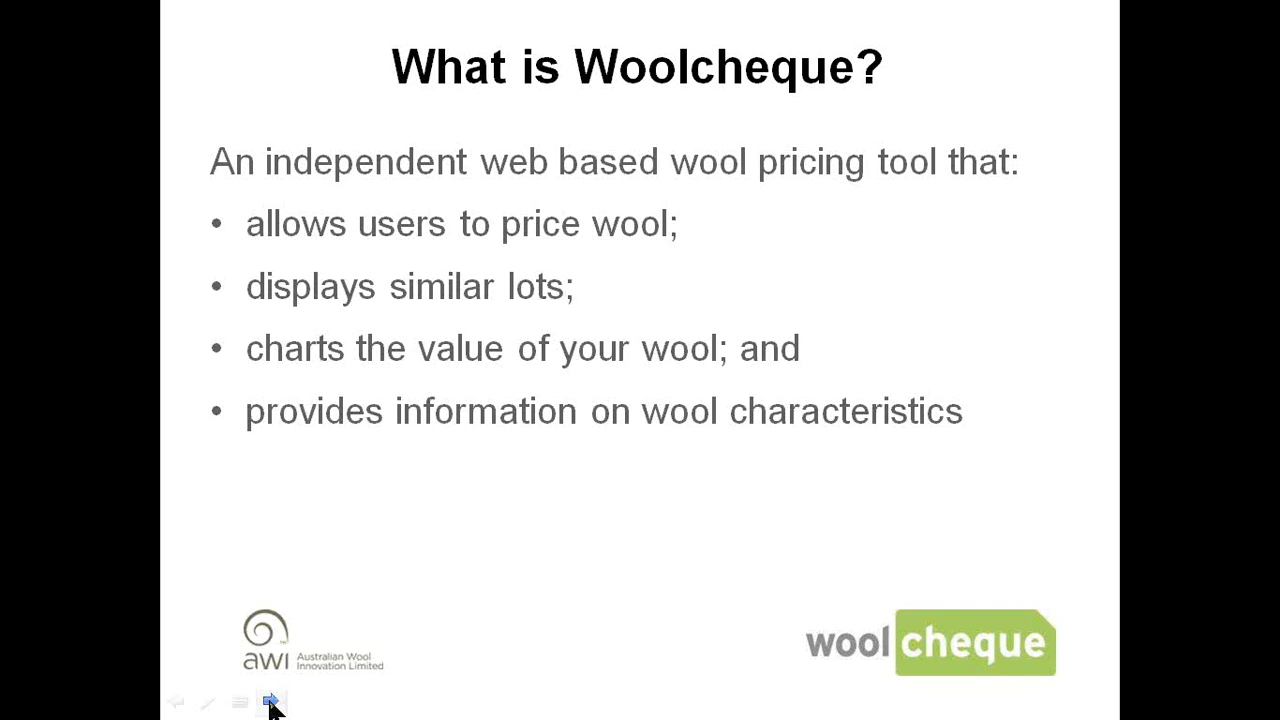 What is Woolcheque?
An independent web based wool pricing tool that:
• allows users to price wool;
• displays similar lots;
• charts the value of your wool; and
• provides information on wool characteristics
awi Australian Wool
Innovation Limited
wool cheque